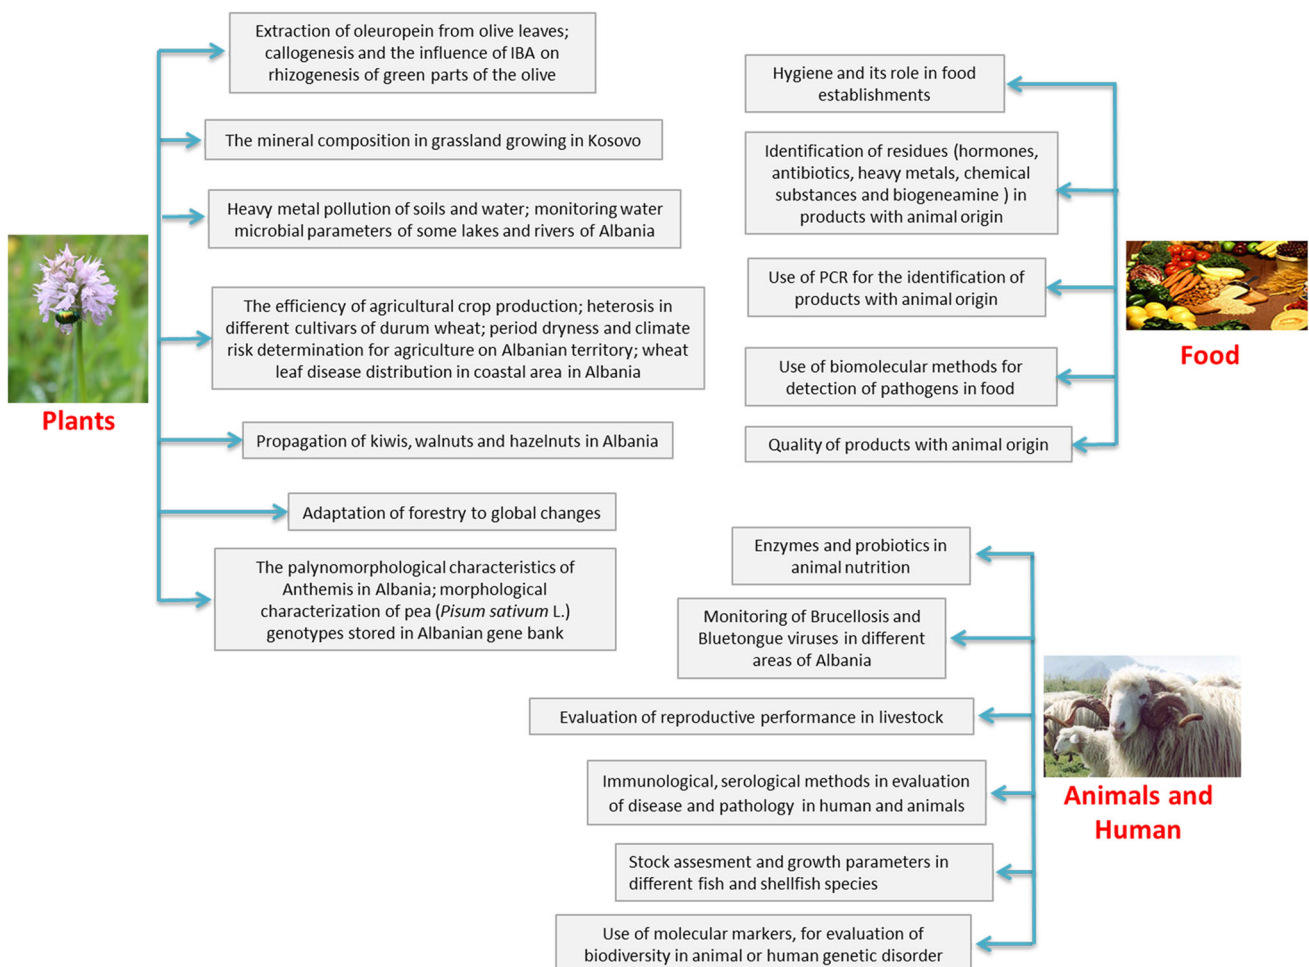 Extraction of oleuropein from olive leaves;
callogenesis and the influence of IBA on
rhizogenesis of green parts of the olive
The mineral composition in grassland growing in Kosovo
Heavy metal pollution of soils and water; monitoring water
microbial parameters of some lakes and rivers of Albania
The efficiency of agricultural crop production; heterosis in
different cultivars of durum wheat; period dryness and climate
risk determination for agriculture on Albanian territory; wheat
leaf disease distribution in coastal area in Albania
Plants
Propagation of kiwis, walnuts and hazelnuts in Albania
Adaptation of forestry to global changes
The palynomorphological characteristics of
Anthemis in Albania; morphological
characterization of pea (Pisum sativum L.)
genotypes stored in Albanian gene bank
Hygiene and its role in food
establishments
Identification of residues (hormones,
antibiotics, heavy metals, chemical
substances and biogeneamine ) in
products with animal origin
Use of PCR for the identification of
products with animal origin
Food
Use of biomolecular methods for
detection of pathogens in food
Quality of products with animal origin
Enzymes and probiotics in
animal nutrition
Monitoring of Brucellosis and
Bluetongue viruses in different
areas of Albania
Evaluation of reproductive performance in livestock
Immunological, serological methods in evaluation
of disease and pathology in human and animals
Animals and
Human
Stock assesment and growth parameters in
different fish and shellfish species
Use of molecular markers, for evaluation of
biodiversity in animal or human genetic disorder